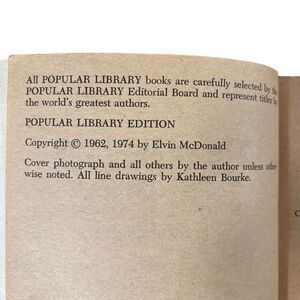 All POPULAR LIBRARY books are carefully selected by the
POPULAR LIBRARY Editorial Board and represent titles by
the world's greatest authors.
POPULAR LIBRARY EDITION
Copyright © 1962, 1974 by Elvin McDonald
Cover photograph and all others by the author unless other-
wise noted. All line drawings by Kathleen Bourke.
C